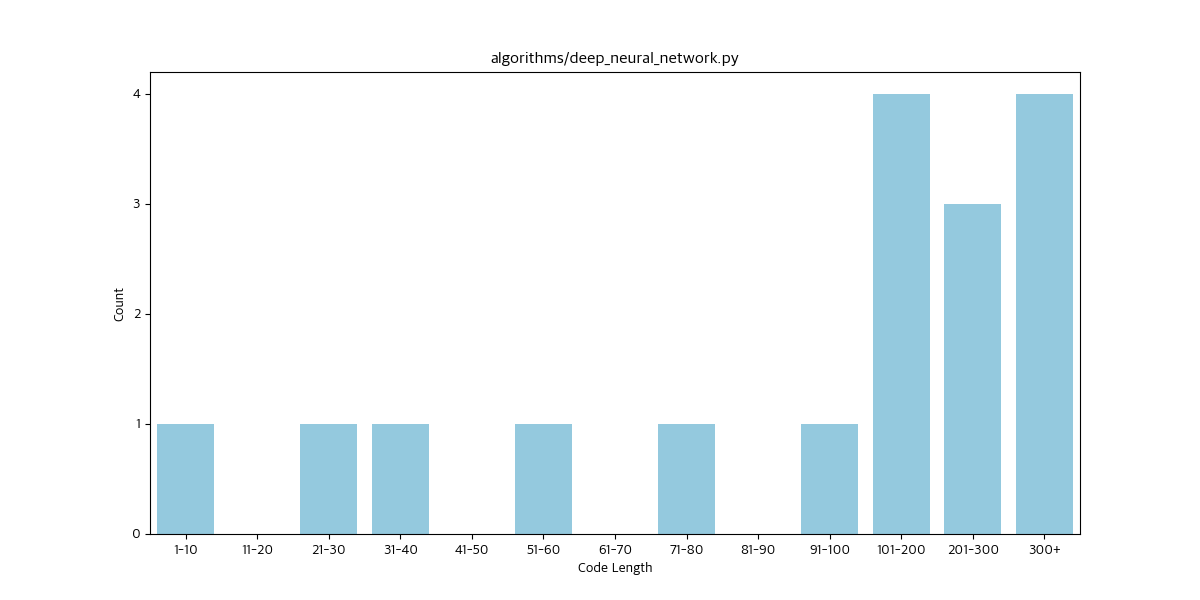 algorithms/deep_neural_network.py
Count
4
3
2
1
0
1-10 11-20 21-30 31-40 41-50 51-60 61-70 71-80 81-90 91-100 101-200 201-300 300+
Code Length